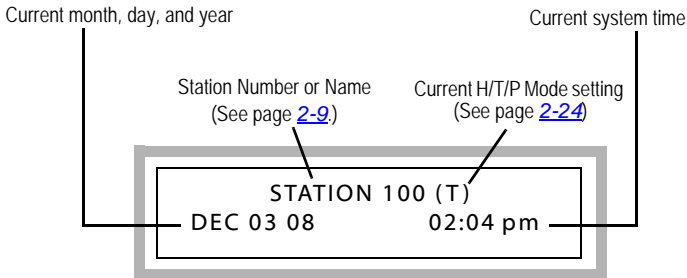 Current month, day, and year
Current system time
Station Number or Name
(See page 2-9.)
Current H/T/P Mode setting
(See page 2-24)
STATION 100 (T)
DEC 03 08 02:04 pm